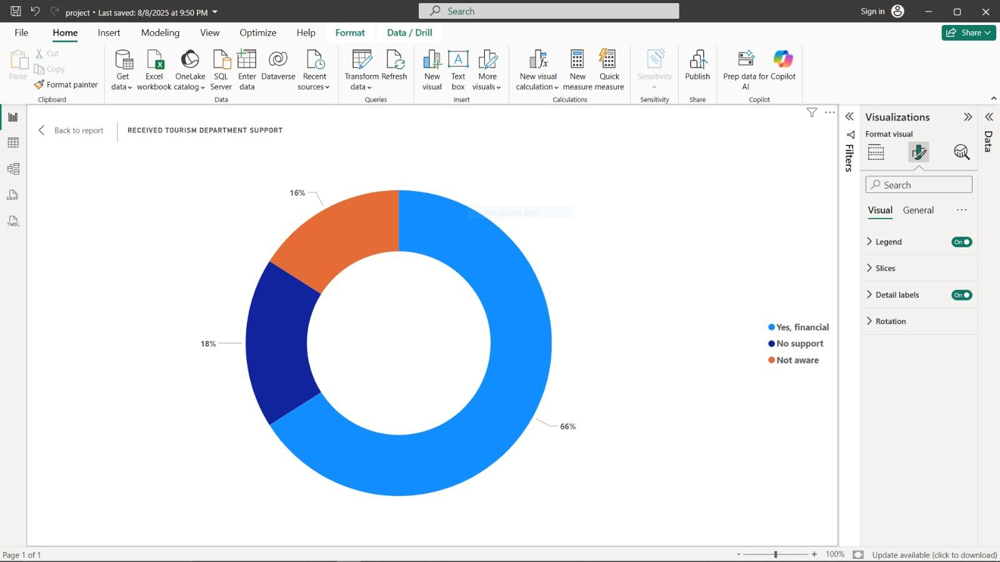 project • Last saved: 8/8/2025 at 9:50 PM
Search
Sign in
File Home Insert Modeling View Optimize Help Format Data / Drill
Share
Paste
Cut
Copy
Format painter
Clipboard
Get data
Excel workbook
OneLake catalog
SQL Server
Enter data
Dataverse
Recent sources
Data
Transform data
Refresh
Queries
New visual
Text box
More visuals
Insert
New visual calculation
New measure
Quick measure
Calculations
Sensitivity
Sensitivity
Publish
Share
Prep data for AI
Copilot
Copilot
DAX
TMDL
Back to report
RECEIVED TOURISM DEPARTMENT SUPPORT
Full-screen Snip
16%
18%
66%
Yes, financial
No support
Not aware
Filters
Visualizations
Format visual
Search
Visual General
Legend On
Slices
Detail labels On
Rotation
Data
Page 1 of 1
- + 100%
Update available (click to download)